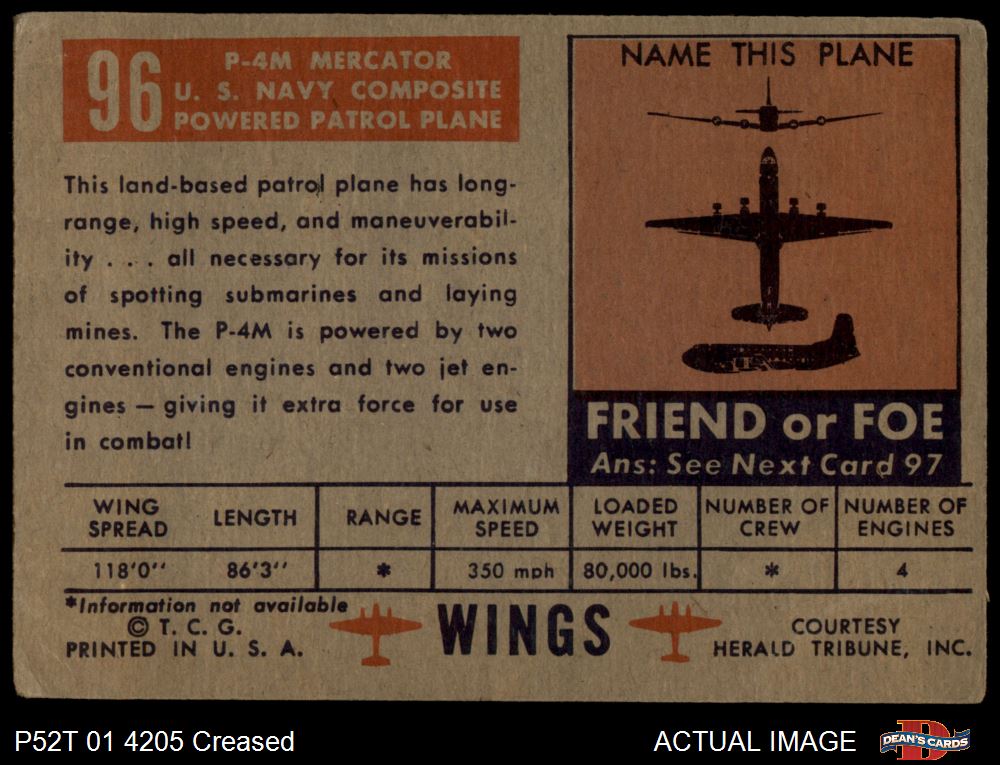 96
P-4M MERCATOR
U. S. NAVY COMPOSITE
POWERED PATROL PLANE
This land-based patrol plane has long-
range, high speed, and maneuverabil-
ity . . . all necessary for its missions
of spotting submarines and laying
mines. The P-4M is powered by two
conventional engines and two jet en-
gines — giving it extra force for use
in combat!
NAME THIS PLANE
FRIEND or FOE
Ans: See Next Card 97
WING SPREAD LENGTH RANGE MAXIMUM SPEED LOADED WEIGHT NUMBER OF CREW NUMBER OF ENGINES
118'0'' 86'3'' * 350 mph 80,000 lbs. * 4
*Information not available
© T. C. G.
PRINTED IN U. S. A.
WINGS
COURTESY
HERALD TRIBUNE, INC.
P52T 01 4205 Creased
ACTUAL IMAGE
D
DEAN'S CARDS